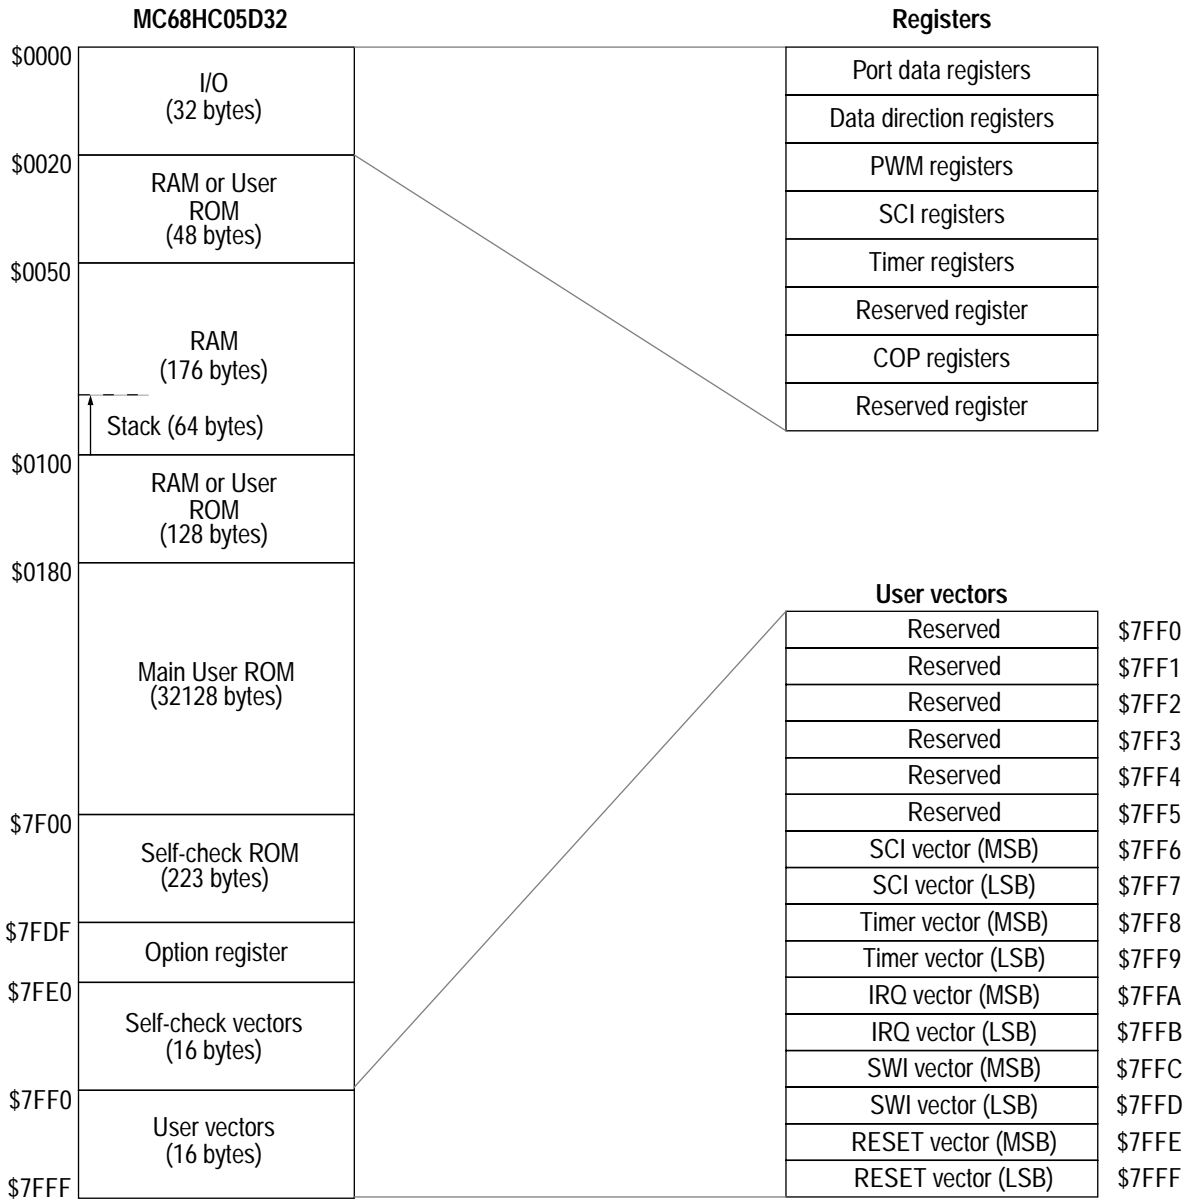 MC68HC05D32
$0000
I/O
(32 bytes)
$0020
RAM or User
ROM
(48 bytes)
$0050
RAM
(176 bytes)
Stack (64 bytes)
$0100
RAM or User
ROM
(128 bytes)
$0180
Main User ROM
(32128 bytes)
$7F00
Self-check ROM
(223 bytes)
$7FDF
Option register
$7FE0
Self-check vectors
(16 bytes)
$7FF0
User vectors
(16 bytes)
$7FFF
Registers
Port data registers
Data direction registers
PWM registers
SCI registers
Timer registers
Reserved register
COP registers
Reserved register
User vectors
Reserved $7FF0
Reserved $7FF1
Reserved $7FF2
Reserved $7FF3
Reserved $7FF4
Reserved $7FF5
SCI vector (MSB) $7FF6
SCI vector (LSB) $7FF7
Timer vector (MSB) $7FF8
Timer vector (LSB) $7FF9
IRQ vector (MSB) $7FFA
IRQ vector (LSB) $7FFB
SWI vector (MSB) $7FFC
SWI vector (LSB) $7FFD
RESET vector (MSB) $7FFE
RESET vector (LSB) $7FFF